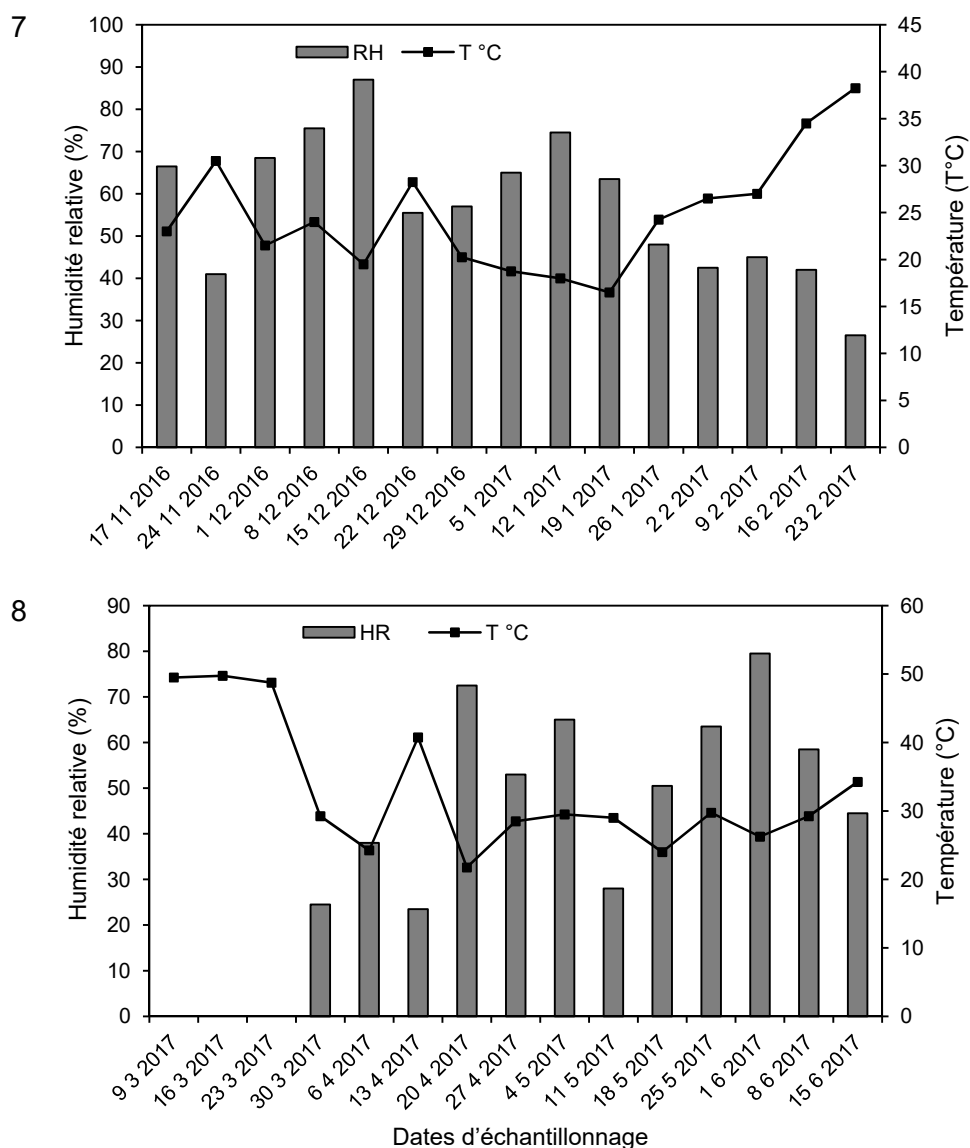 7
RH T °C
Humidité relative (%)
100
90
80
70
60
50
40
30
20
10
0
45
40
35
30
25
20
15
10
5
0
Température (T°C)
17 11 2016
24 11 2016
1 12 2016
8 12 2016
15 12 2016
22 12 2016
29 12 2016
5 1 2017
12 1 2017
19 1 2017
26 1 2017
2 2 2017
9 2 2017
16 2 2017
23 2 2017
8
HR T °C
Humidité relative (%)
90
80
70
60
50
40
30
20
10
0
60
50
40
30
20
10
0
Température (°C)
9 3 2017
16 3 2017
23 3 2017
30 3 2017
6 4 2017
13 4 2017
20 4 2017
27 4 2017
4 5 2017
11 5 2017
18 5 2017
25 5 2017
1 6 2017
8 6 2017
15 6 2017
Dates d’échantillonnage